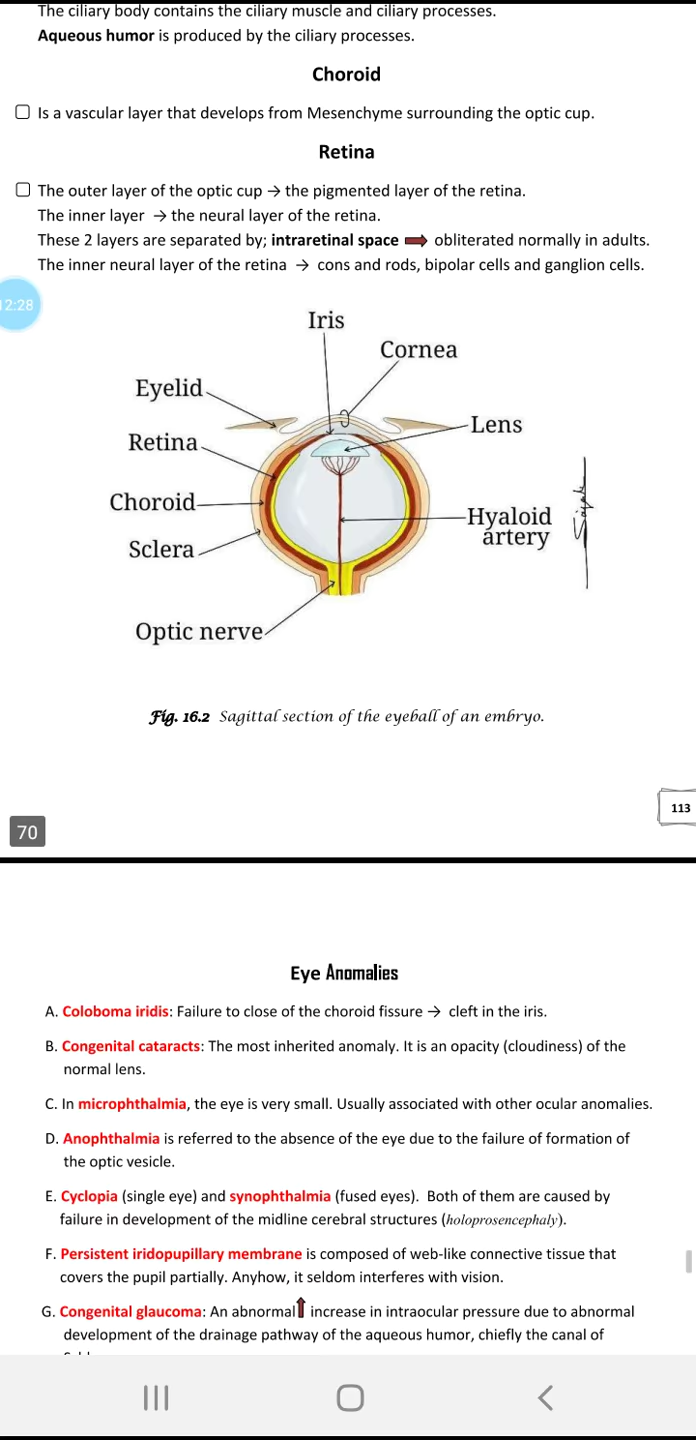 The ciliary body contains the ciliary muscle and ciliary processes.
Aqueous humor is produced by the ciliary processes.
Choroid
Is a vascular layer that develops from Mesenchyme surrounding the optic cup.
Retina
The outer layer of the optic cup → the pigmented layer of the retina.
The inner layer → the neural layer of the retina.
These 2 layers are separated by; intraretinal space ➡ obliterated normally in adults.
The inner neural layer of the retina → cons and rods, bipolar cells and ganglion cells.
12:28
Iris
Cornea
Eyelid
Lens
Retina
Choroid
Hyaloid
artery
Sclera
Optic nerve
Fig. 16.2 Sagittal section of the eyeball of an embryo.
113
70
Eye Anomalies
A. Coloboma iridis: Failure to close of the choroid fissure → cleft in the iris.
B. Congenital cataracts: The most inherited anomaly. It is an opacity (cloudiness) of the
normal lens.
C. In microphthalmia, the eye is very small. Usually associated with other ocular anomalies.
D. Anophthalmia is referred to the absence of the eye due to the failure of formation of
the optic vesicle.
E. Cyclopia (single eye) and synophthalmia (fused eyes). Both of them are caused by
failure in development of the midline cerebral structures (holoprosencephaly).
F. Persistent iridopupillary membrane is composed of web-like connective tissue that
covers the pupil partially. Anyhow, it seldom interferes with vision.
G. Congenital glaucoma: An abnormal⬆ increase in intraocular pressure due to abnormal
development of the drainage pathway of the aqueous humor, chiefly the canal of